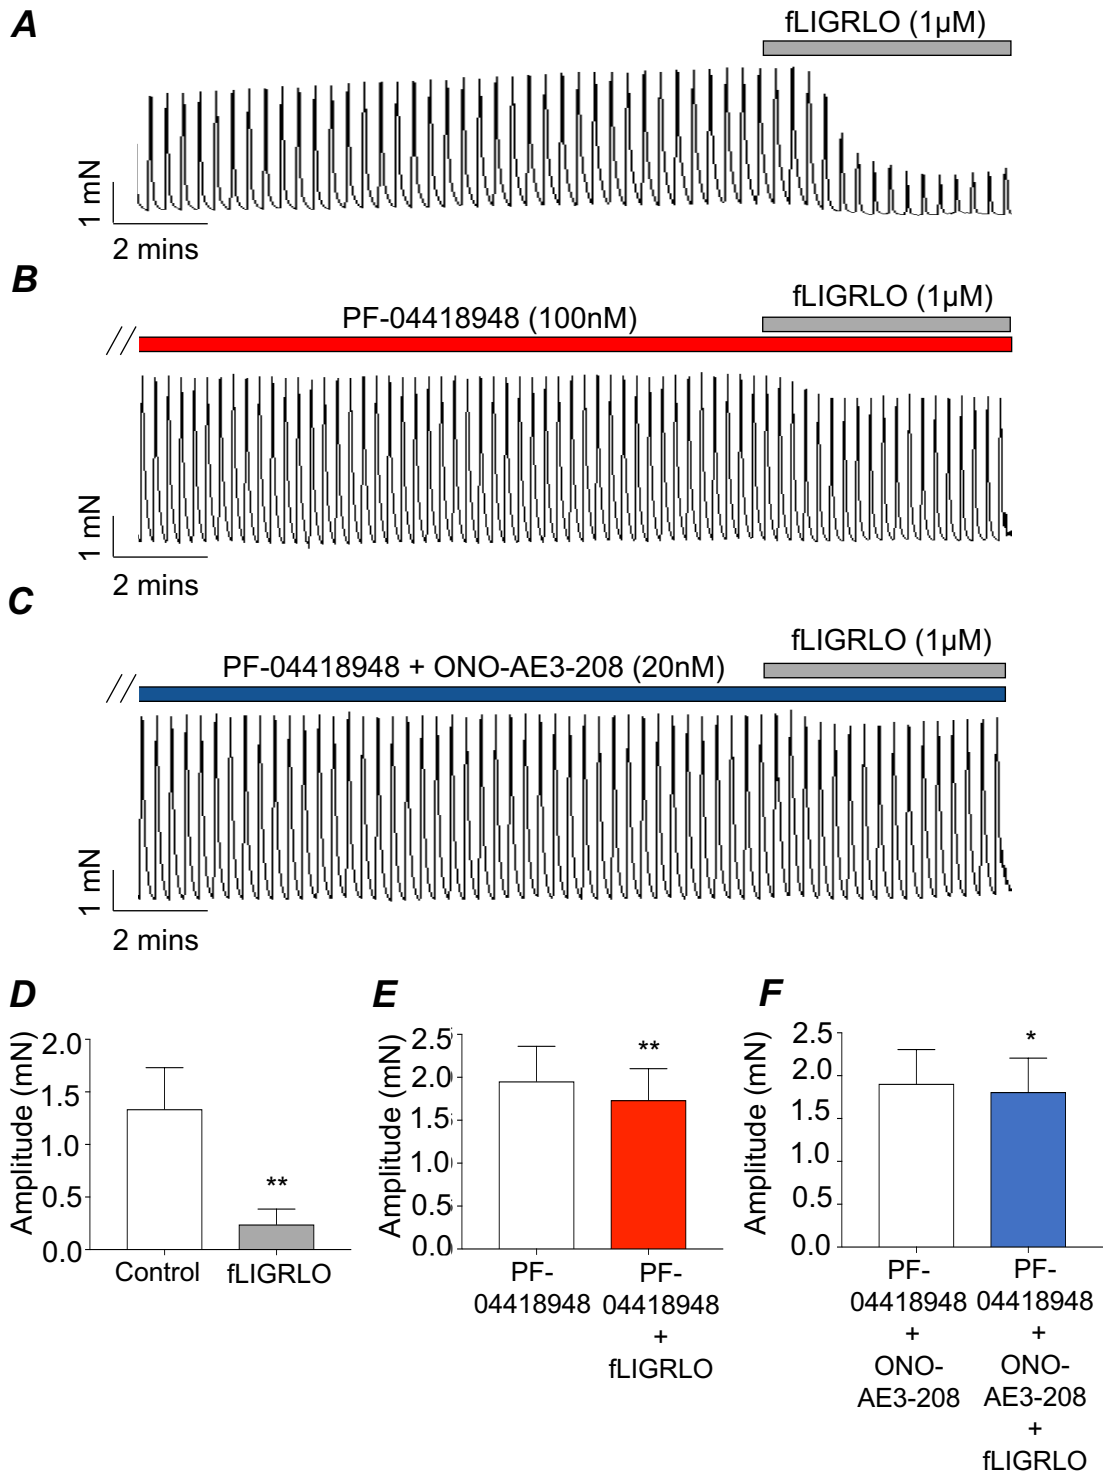 A
fLIGRLO (1µM)
1 mN
2 mins
B
fLIGRLO (1µM)
PF-04418948 (100nM)
1 mN
2 mins
C
fLIGRLO (1µM)
PF-04418948 + ONO-AE3-208 (20nM)
1 mN
2 mins
D
Amplitude (mN)
2.0
1.5
1.0
0.5
0.0
**
Control
fLIGRLO
E
Amplitude (mN)
2.5
2.0
1.5
1.0
0.5
0.0
**
PF-
04418948
PF-
04418948
+
fLIGRLO
F
Amplitude (mN)
2.5
2.0
1.5
1.0
0.5
0.0
*
PF-
04418948
+
ONO-
AE3-208
PF-
04418948
+
ONO-
AE3-208
+
fLIGRLO